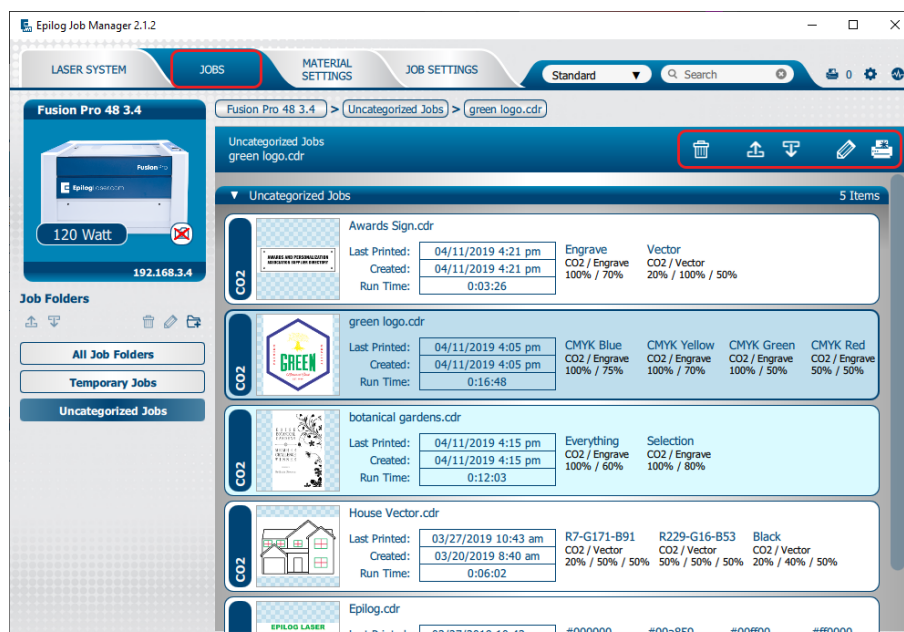 Epilog Job Manager 2.1.2
LASER SYSTEM
JOBS
MATERIAL
SETTINGS
JOB SETTINGS
Standard
Search
0
Fusion Pro 48 3.4
Fusion Pro
Epilog
120 Watt
192.168.3.4
Job Folders
All Job Folders
Temporary Jobs
Uncategorized Jobs
Fusion Pro 48 3.4 > Uncategorized Jobs > green logo.cdr
Uncategorized Jobs
green logo.cdr
Uncategorized Jobs 5 Items
CO2
Awards Sign.cdr
AWARDS AND PERSONALIZATION
ASSOCIATION SUPPLIER DIRECTORY
Last Printed: 04/11/2019 4:21 pm
Created: 04/11/2019 4:21 pm
Run Time: 0:03:26
Engrave
CO2 / Engrave
100% / 70%
Vector
CO2 / Vector
20% / 100% / 50%
CO2
green logo.cdr
GREEN
Last Printed: 04/11/2019 4:05 pm
Created: 04/11/2019 4:05 pm
Run Time: 0:16:48
CMYK Blue
CO2 / Engrave
100% / 75%
CMYK Yellow
CO2 / Engrave
100% / 70%
CMYK Green
CO2 / Engrave
100% / 50%
CMYK Red
CO2 / Engrave
50% / 50%
CO2
botanical gardens.cdr
Last Printed: 04/11/2019 4:15 pm
Created: 04/11/2019 4:15 pm
Run Time: 0:12:03
Everything
CO2 / Engrave
100% / 60%
Selection
CO2 / Engrave
100% / 80%
CO2
House Vector.cdr
Last Printed: 03/27/2019 10:43 am
Created: 03/20/2019 8:40 am
Run Time: 0:06:02
R7-G171-B91
CO2 / Vector
20% / 50% / 50%
R229-G16-B53
CO2 / Vector
50% / 50% / 50%
Black
CO2 / Vector
20% / 40% / 50%
Epilog.cdr
EPILOG LASER